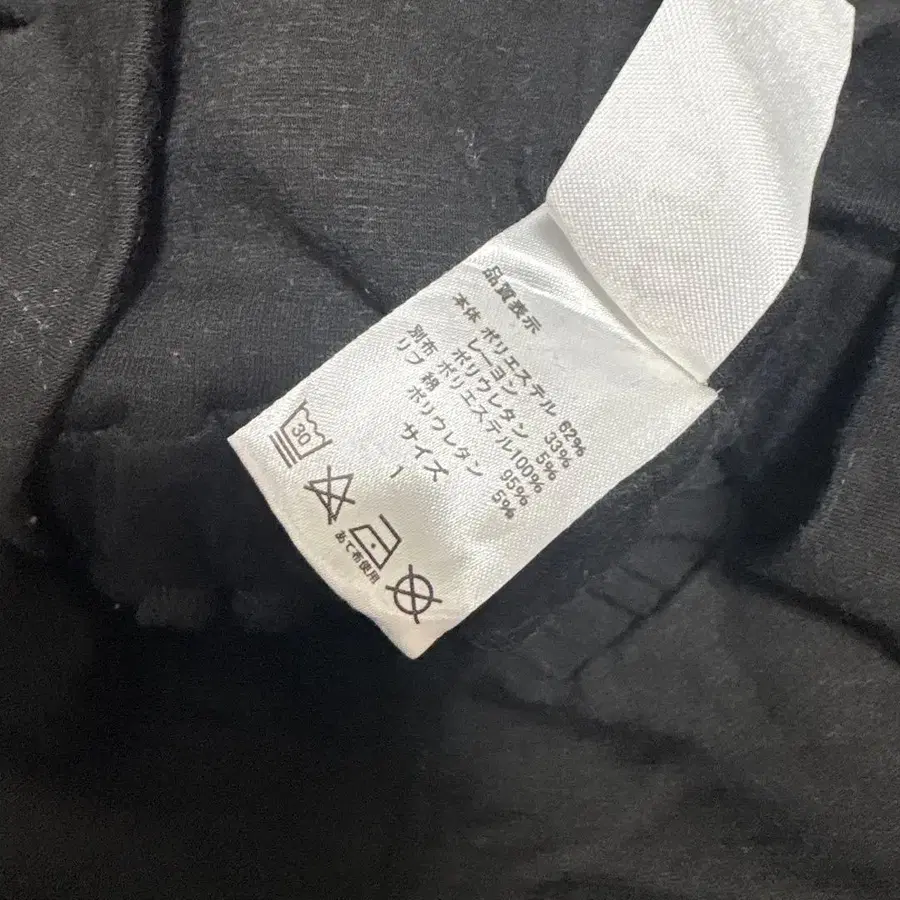 品質表示
本体 ポリエステル 62%
レーヨン 33%
ポリウレタン 5%
別布 ポリエステル100%
リブ 綿 95%
ポリウレタン 5%
サイズ
1
30
あて布使用